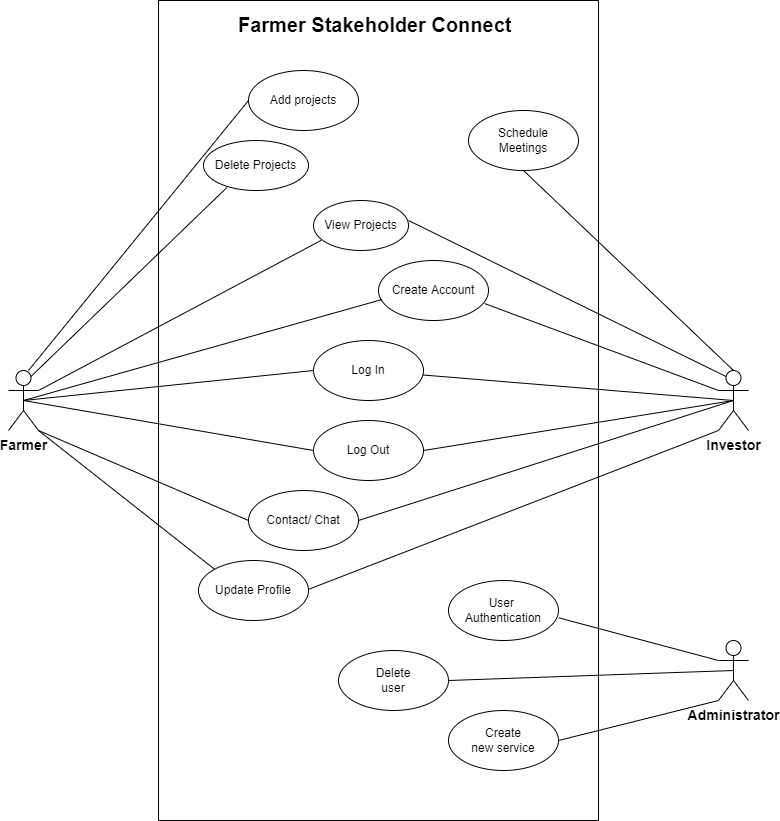 Farmer Stakeholder Connect
Add projects
Schedule
Meetings
Delete Projects
View Projects
Create Account
Log In
Farmer
Investor
Log Out
Contact/ Chat
Update Profile
User
Authentication
Delete
user
Administrator
Create
new service